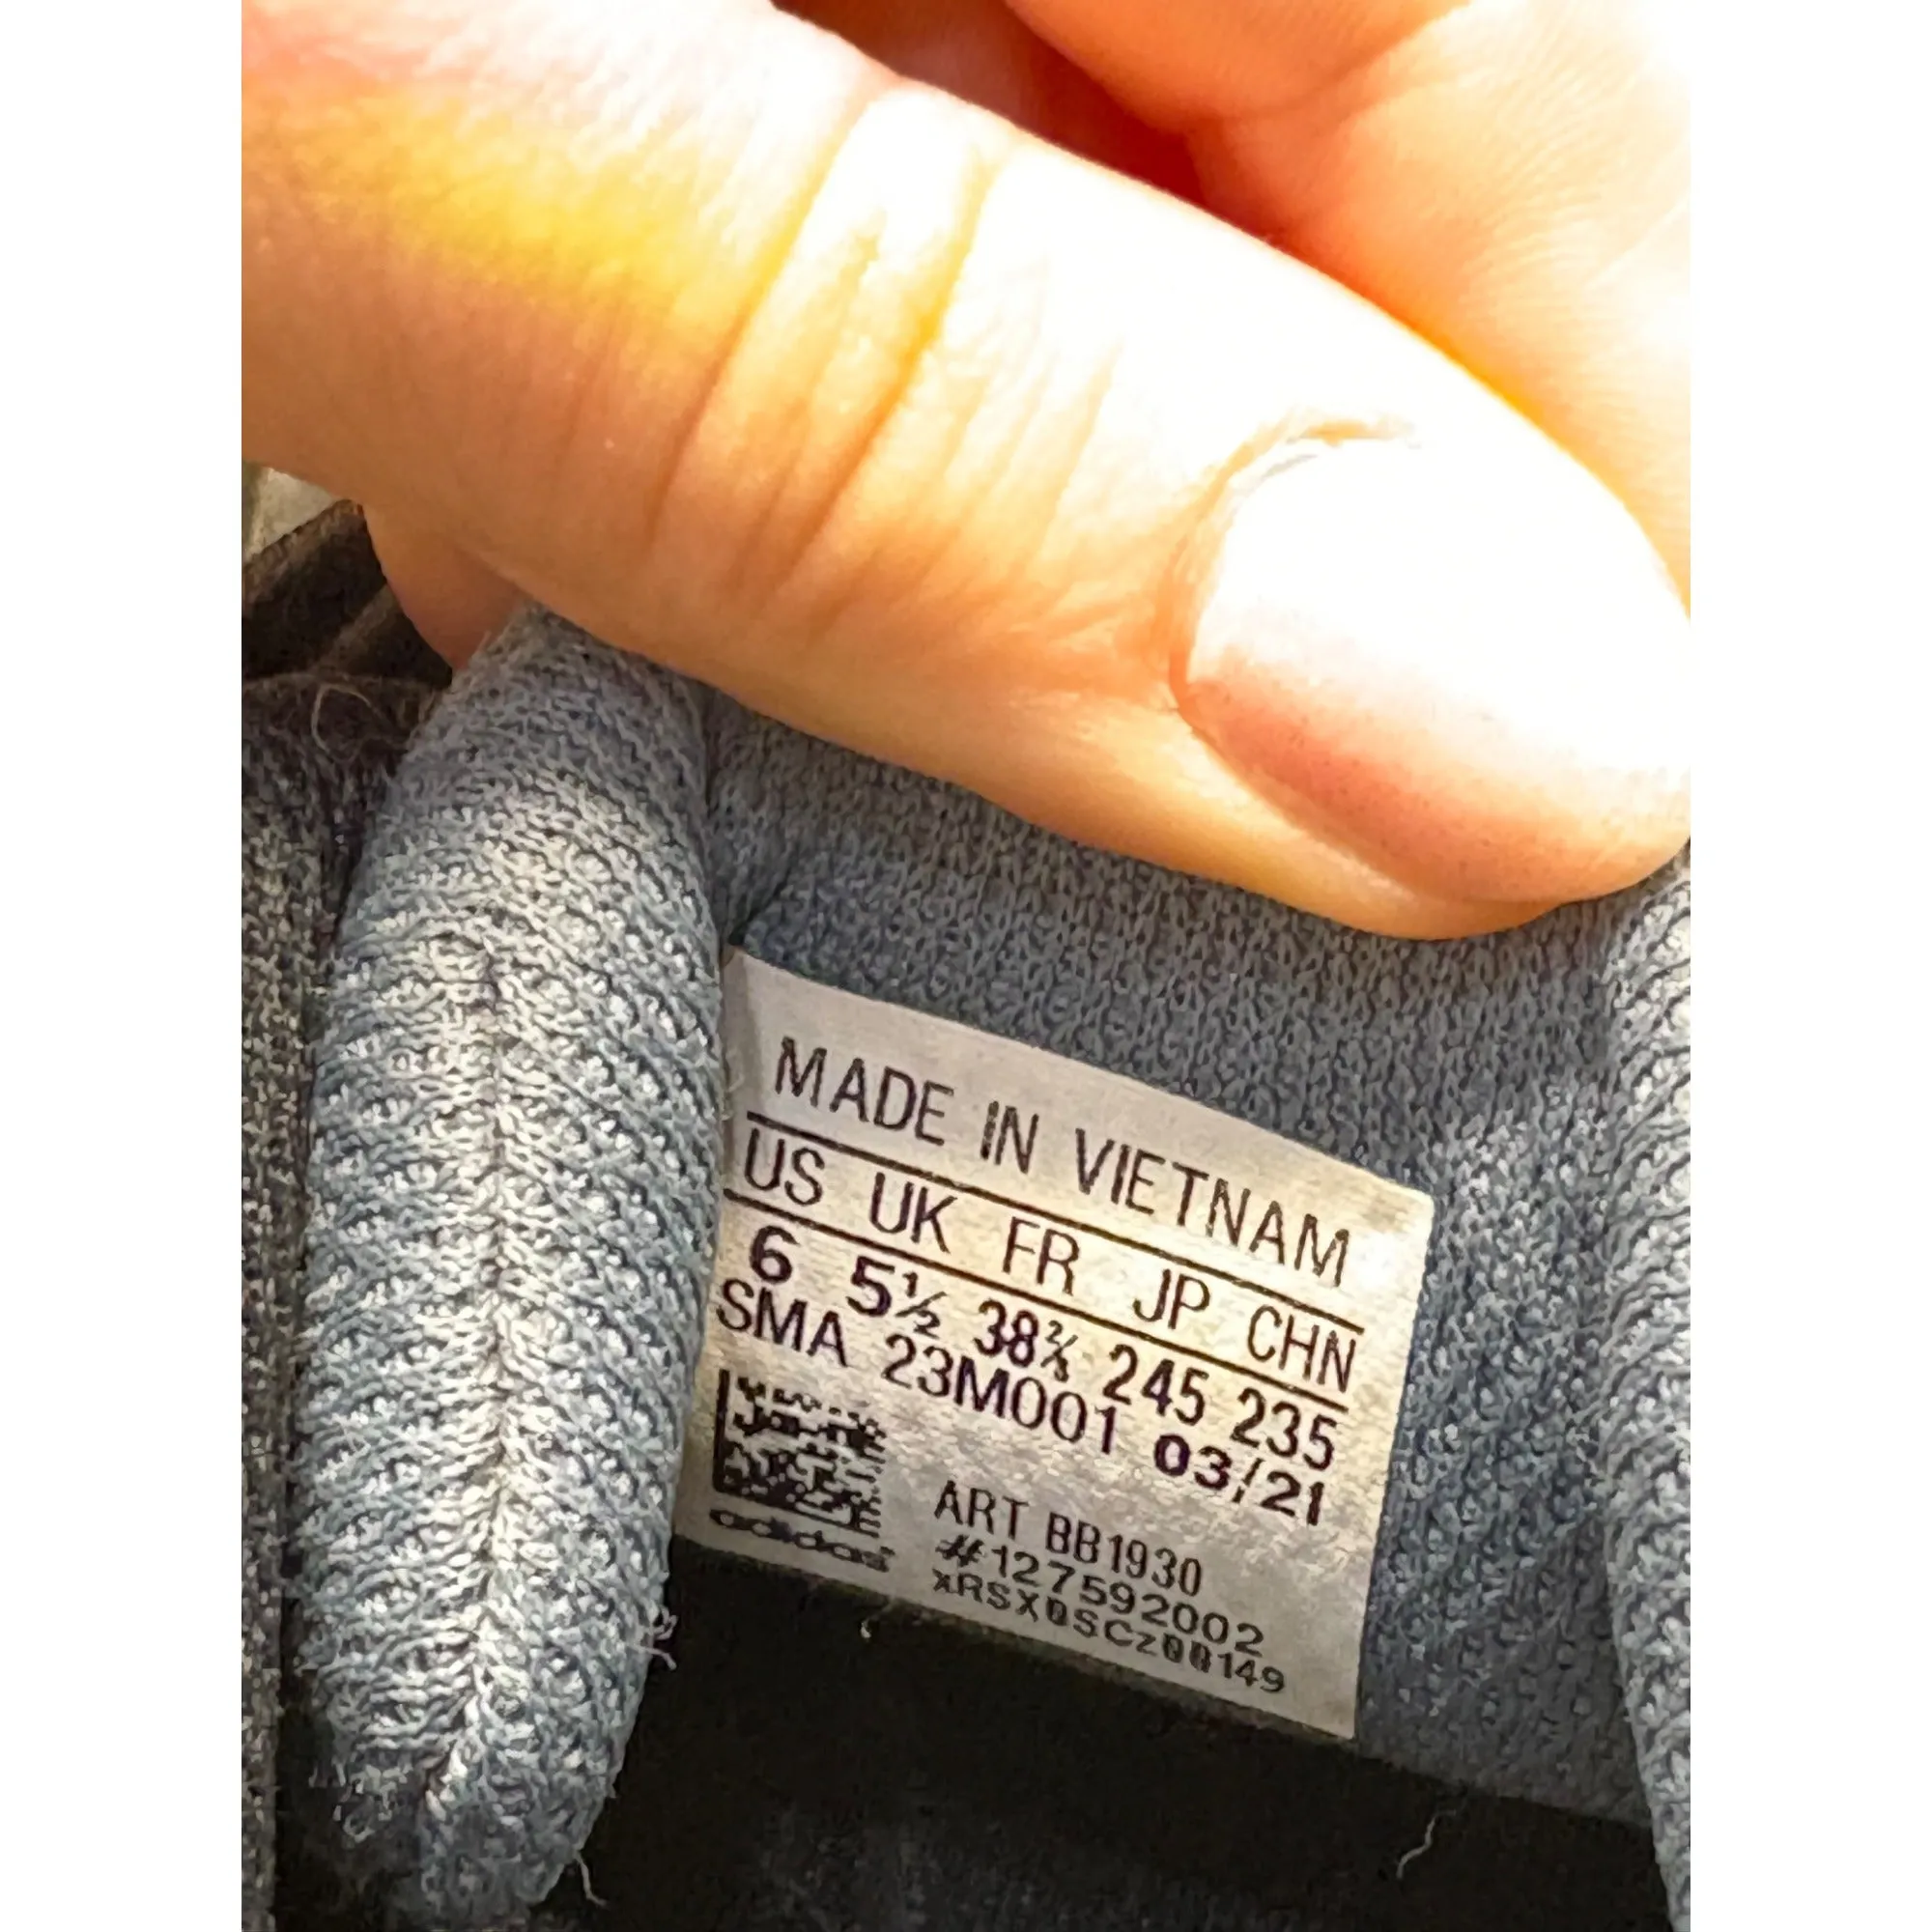 MADE IN VIETNAM
US UK FR JP CHN
6 5½ 38⅔ 245 235
SMA 23M001 03/21
ART BB1930
#127592002
xRSX0SCz00149
adidas